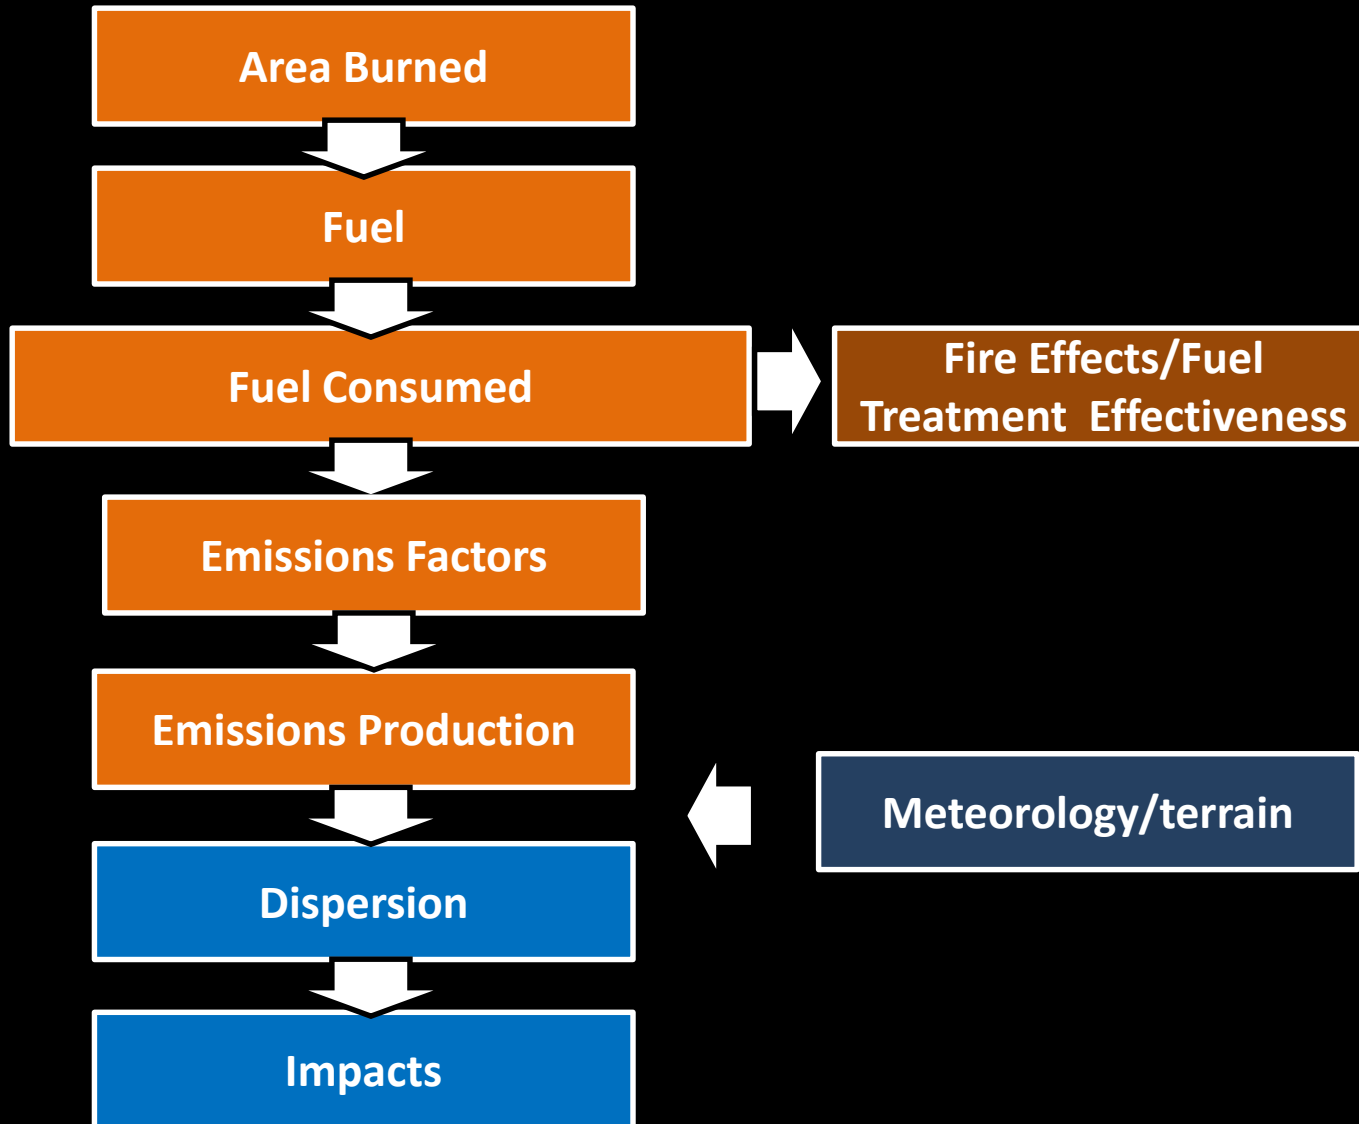 Area Burned
Fuel
Fuel Consumed
Fire Effects/Fuel
Treatment  Effectiveness
Emissions Factors
Emissions Production
Meteorology/terrain
Dispersion
Impacts